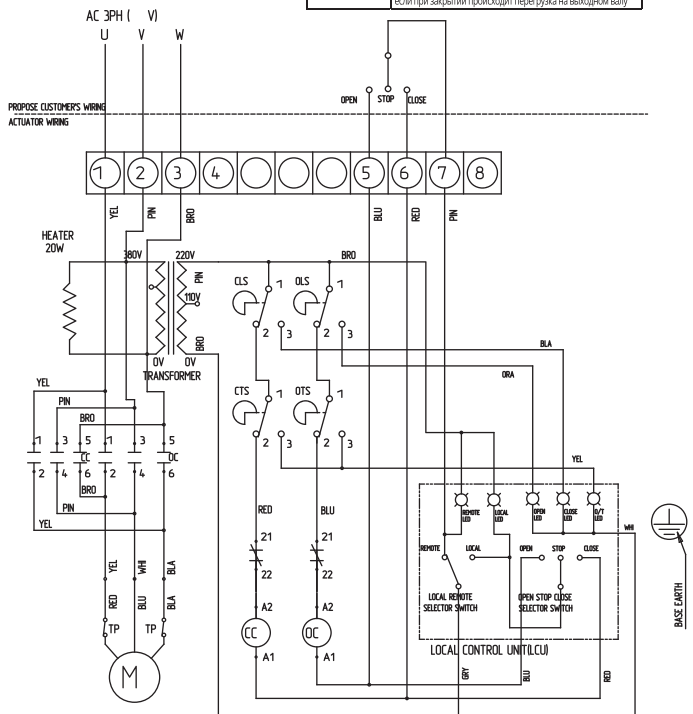 если при закрытии происходит перегрузка на выходном валу
AC 3PH ( V)
U V W
OPEN STOP CLOSE
PROPOSE CUSTOMER'S WIRING
ACTUATOR WIRING
1 2 3 4 5 6 7 8
YEL PIN BRO BLU RED PIN
HEATER
20W
380V 220V BRO
PIN
110V
BRO
0V 0V
TRANSFORMER
CLS 1 OLS 1
2 3 2 3
BLA
ORA
CTS 1 OTS 1
2 3 2 3
YEL
YEL
PIN
BRO
1 3 5 1 3 5
CC OC
2 4 6 2 4 6
BRO
PIN
YEL
RED BLU
21 21
22 22
A2 A2
CC OC
A1 A1
YEL WHI BLA
RED BLU BLA
TP TP
M
REMOTE
LED
LOCAL
LED
OPEN
LED
CLOSE
LED
O/T
LED
WHI
REMOTE LOCAL OPEN STOP CLOSE
LOCAL REMOTE
SELECTOR SWITCH
OPEN STOP CLOSE
SELECTOR SWITCH
LOCAL CONTROL UNIT(LCU)
GRY BLU RED
BASE EARTH